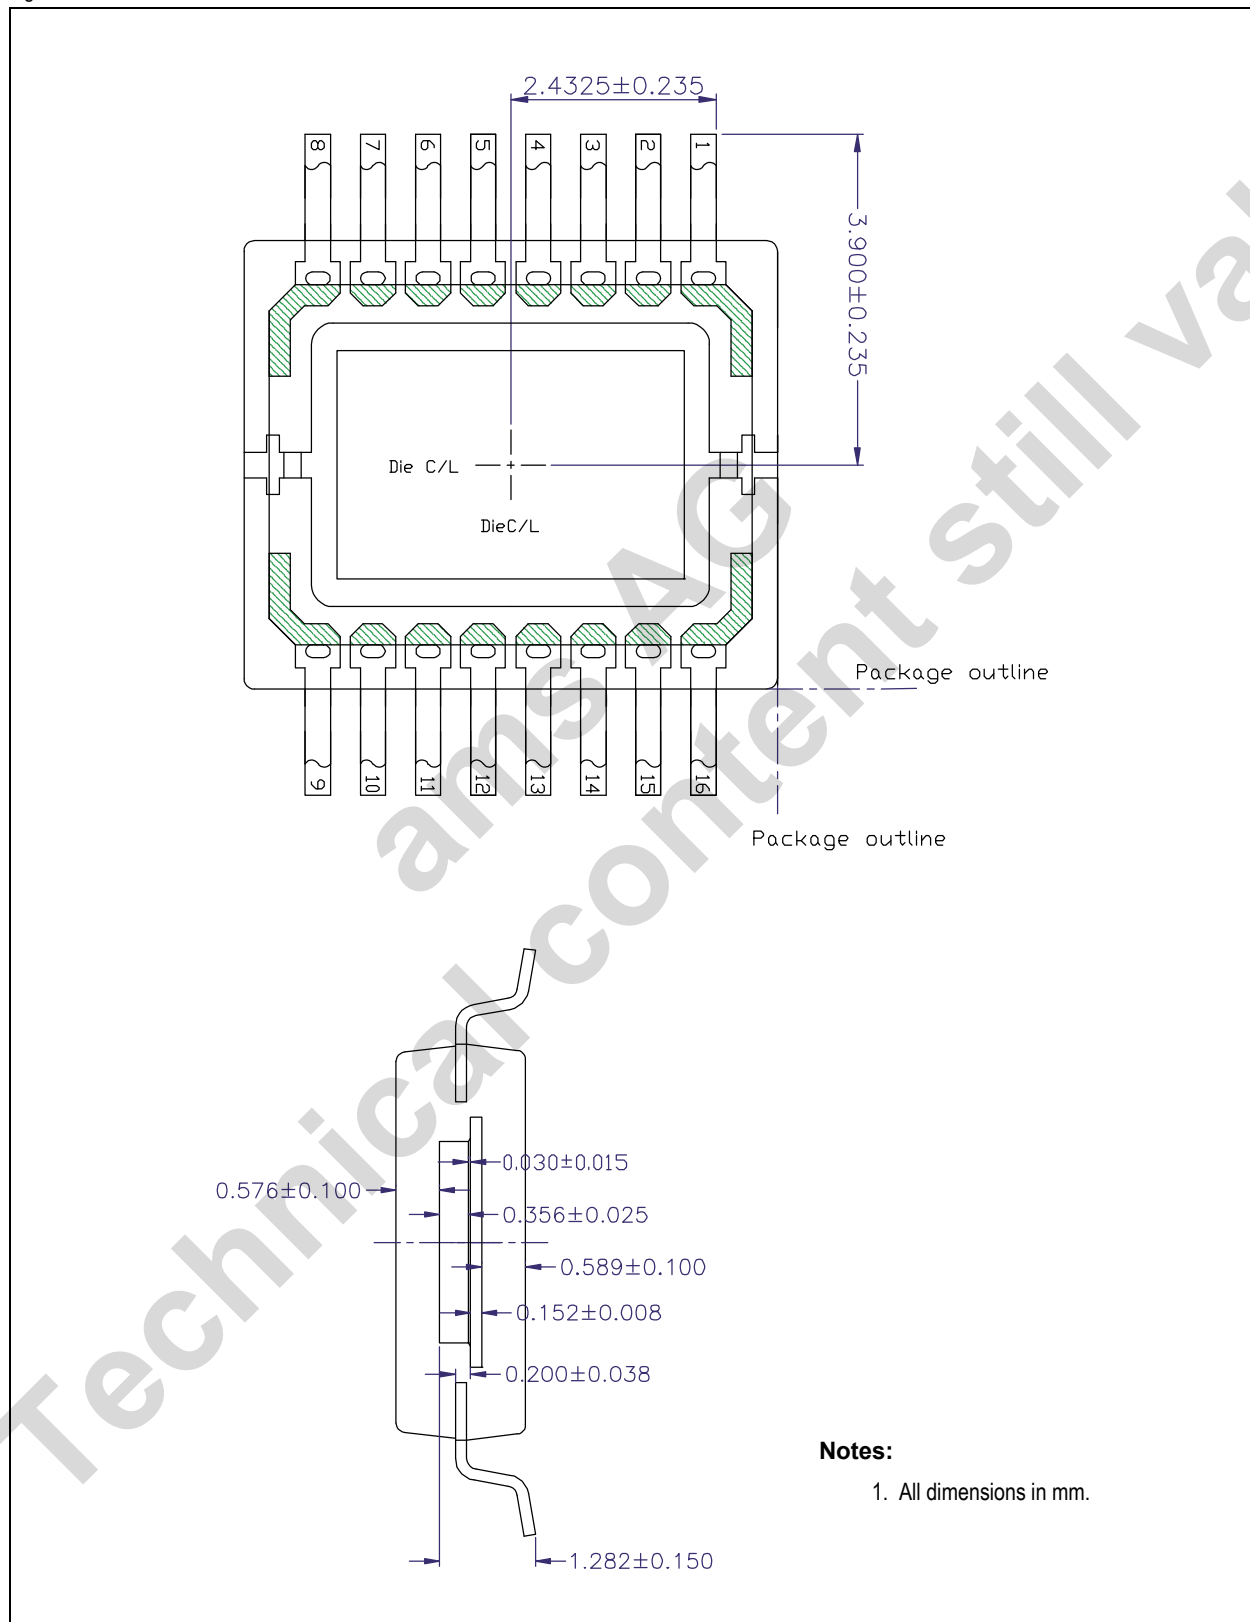 2.4325±0.235
8 7 6 5 4 3 2 1
3.900±0.235
Die C/L
DieC/L
Package outline
9 10 11 12 13 14 15 16
Package outline
0.030±0.015
0.576±0.100
0.356±0.025
0.589±0.100
0.152±0.008
0.200±0.038
1.282±0.150
Notes:
1. All dimensions in mm.
ams AG
Technical content still